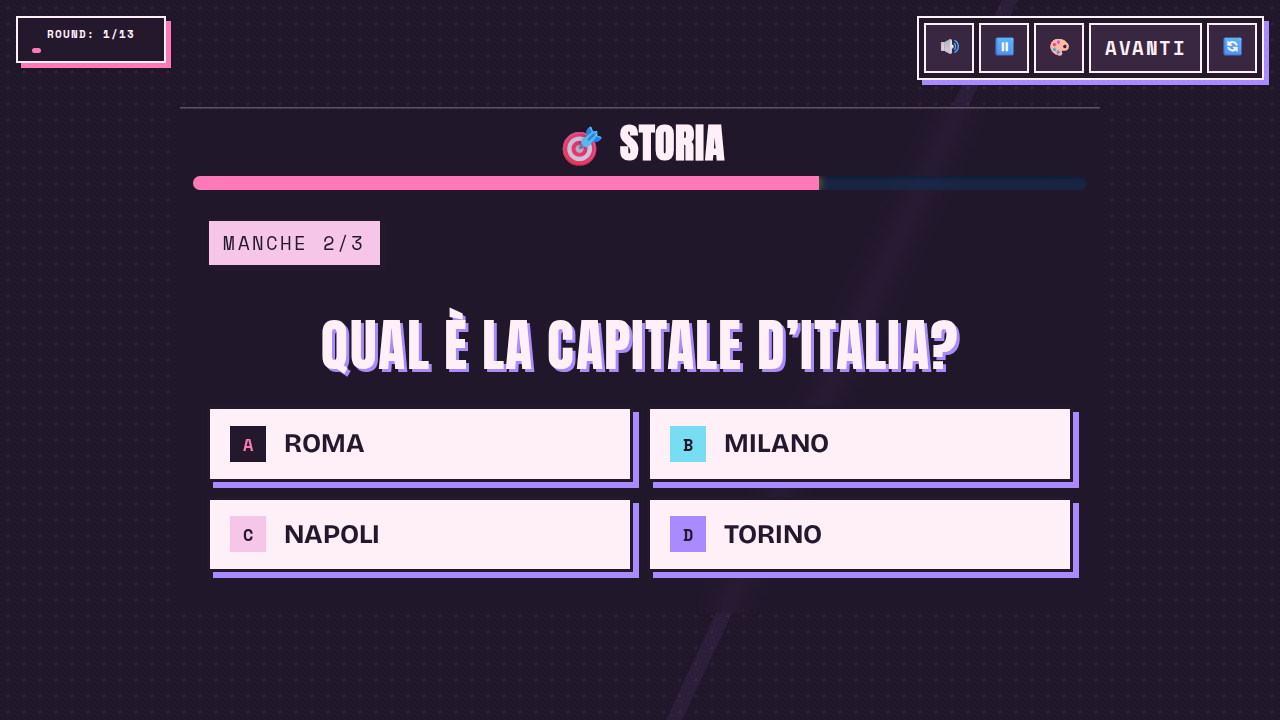 ROUND: 1/13
AVANTI
STORIA
MANCHE 2/3
QUAL È LA CAPITALE D’ITALIA?
A ROMA
B MILANO
C NAPOLI
D TORINO